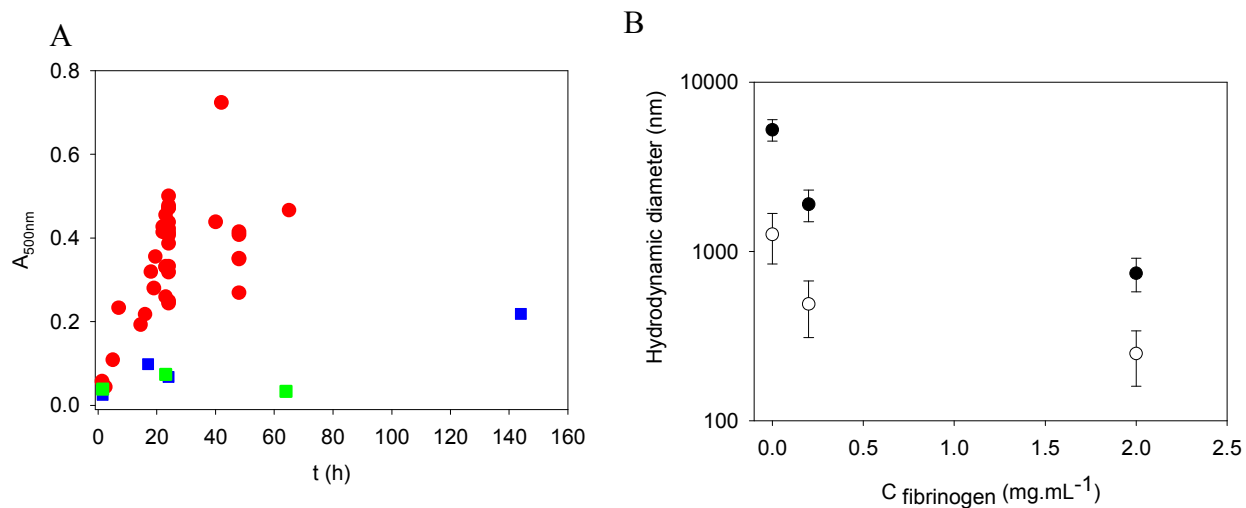 A
0.8
0.6
0.4
0.2
0.0
A500nm
0 20 40 60 80 100 120 140 160
t (h)
B
10000
1000
100
Hydrodynamic diameter (nm)
0.0 0.5 1.0 1.5 2.0 2.5
C fibrinogen (mg.mL-1)